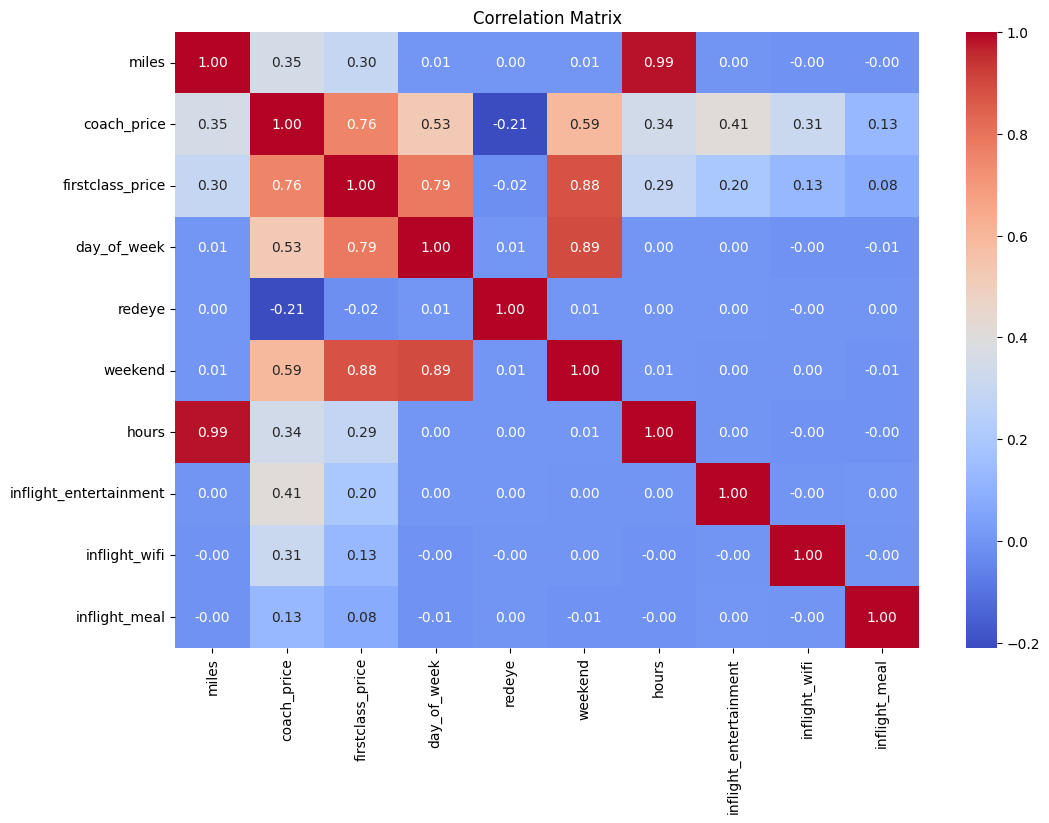 Correlation Matrix
miles 1.00 0.35 0.30 0.01 0.00 0.01 0.99 0.00 -0.00 -0.00
coach_price 0.35 1.00 0.76 0.53 -0.21 0.59 0.34 0.41 0.31 0.13
firstclass_price 0.30 0.76 1.00 0.79 -0.02 0.88 0.29 0.20 0.13 0.08
day_of_week 0.01 0.53 0.79 1.00 0.01 0.89 0.00 0.00 -0.00 -0.01
redeye 0.00 -0.21 -0.02 0.01 1.00 0.01 0.00 0.00 -0.00 0.00
weekend 0.01 0.59 0.88 0.89 0.01 1.00 0.01 0.00 0.00 -0.01
hours 0.99 0.34 0.29 0.00 0.00 0.01 1.00 0.00 -0.00 -0.00
inflight_entertainment 0.00 0.41 0.20 0.00 0.00 0.00 0.00 1.00 -0.00 0.00
inflight_wifi -0.00 0.31 0.13 -0.00 -0.00 0.00 -0.00 -0.00 1.00 -0.00
inflight_meal -0.00 0.13 0.08 -0.01 0.00 -0.01 -0.00 0.00 -0.00 1.00
miles
coach_price
firstclass_price
day_of_week
redeye
weekend
hours
inflight_entertainment
inflight_wifi
inflight_meal
1.0
0.8
0.6
0.4
0.2
0.0
−0.2